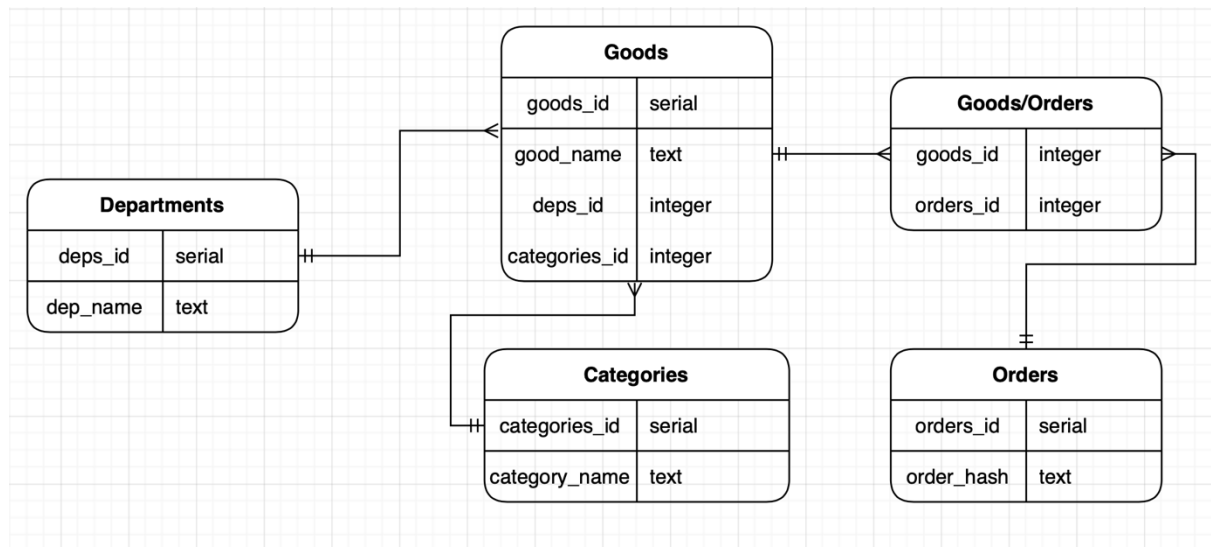 Goods
goods_id serial
good_name text
deps_id integer
categories_id integer
Goods/Orders
goods_id integer
orders_id integer
Departments
deps_id serial
dep_name text
Categories
categories_id serial
category_name text
Orders
orders_id serial
order_hash text